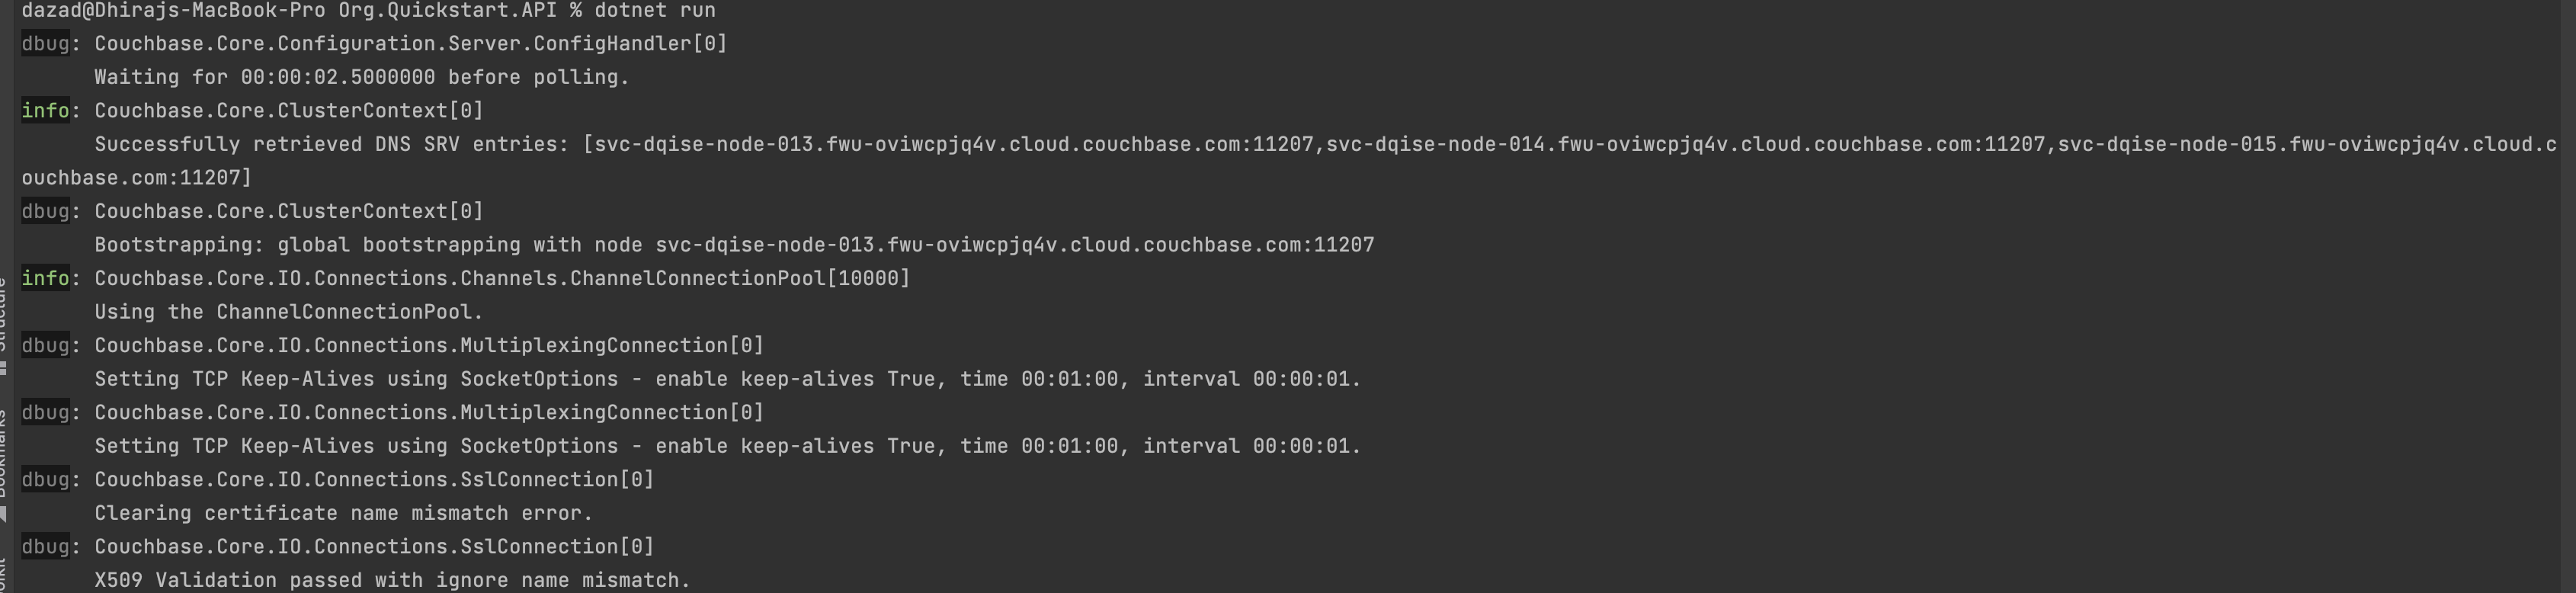 dazad@Dhirajs-MacBook-Pro Org.Quickstart.API % dotnet run
dbug: Couchbase.Core.Configuration.Server.ConfigHandler[0]
Waiting for 00:00:02.5000000 before polling.
info: Couchbase.Core.ClusterContext[0]
Successfully retrieved DNS SRV entries: [svc-dqise-node-013.fwu-oviwcpjq4v.cloud.couchbase.com:11207,svc-dqise-node-014.fwu-oviwcpjq4v.cloud.couchbase.com:11207,svc-dqise-node-015.fwu-oviwcpjq4v.cloud.c
ouchbase.com:11207]
dbug: Couchbase.Core.ClusterContext[0]
Bootstrapping: global bootstrapping with node svc-dqise-node-013.fwu-oviwcpjq4v.cloud.couchbase.com:11207
info: Couchbase.Core.IO.Connections.Channels.ChannelConnectionPool[10000]
Using the ChannelConnectionPool.
dbug: Couchbase.Core.IO.Connections.MultiplexingConnection[0]
Setting TCP Keep-Alives using SocketOptions - enable keep-alives True, time 00:01:00, interval 00:00:01.
dbug: Couchbase.Core.IO.Connections.MultiplexingConnection[0]
Setting TCP Keep-Alives using SocketOptions - enable keep-alives True, time 00:01:00, interval 00:00:01.
dbug: Couchbase.Core.IO.Connections.SslConnection[0]
Clearing certificate name mismatch error.
dbug: Couchbase.Core.IO.Connections.SslConnection[0]
X509 Validation passed with ignore name mismatch.
Structure
Bookmarks